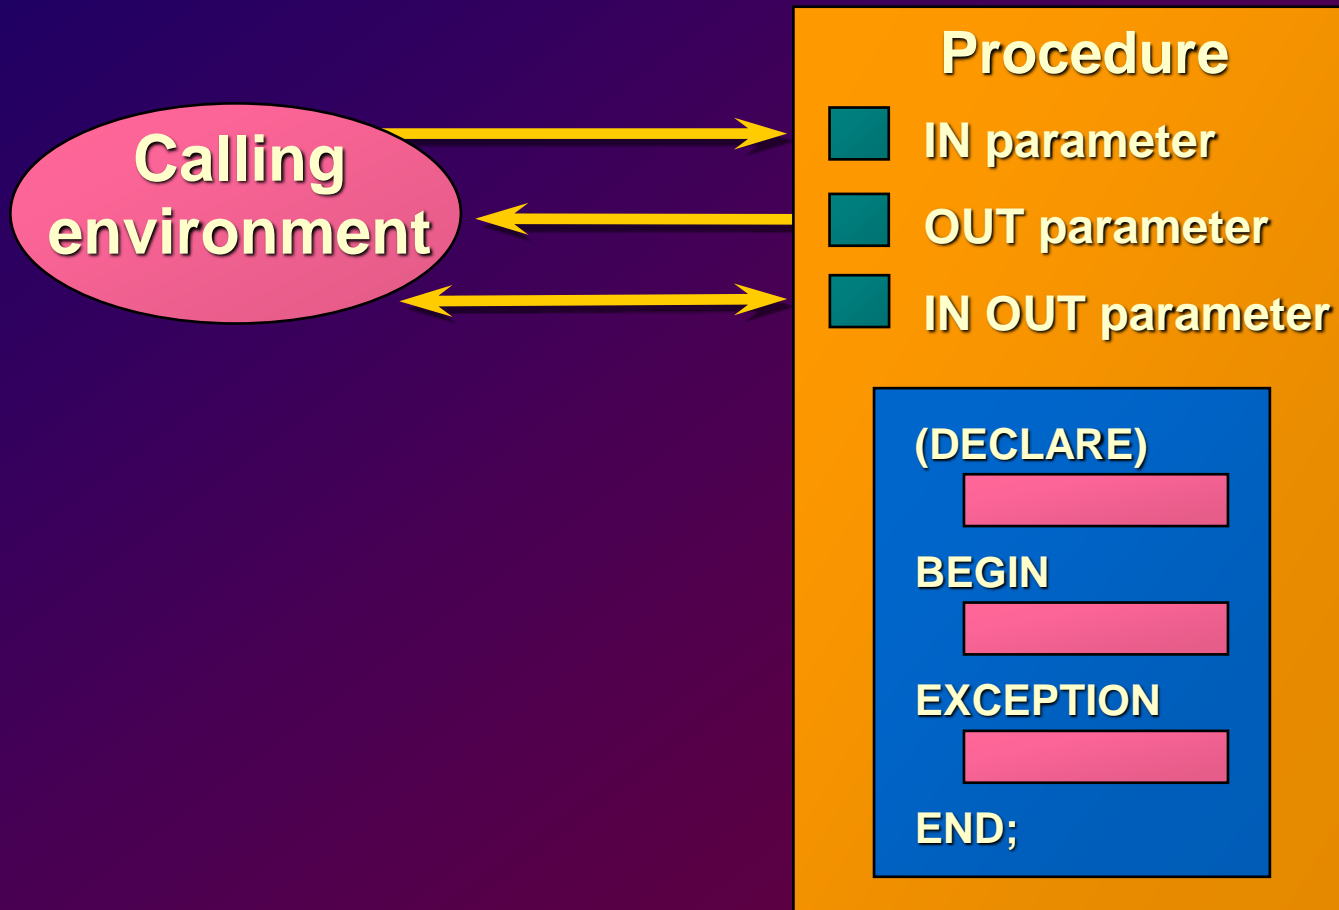 Calling
environment
Procedure
IN parameter
OUT parameter
IN OUT parameter
(DECLARE)
BEGIN
EXCEPTION
END;